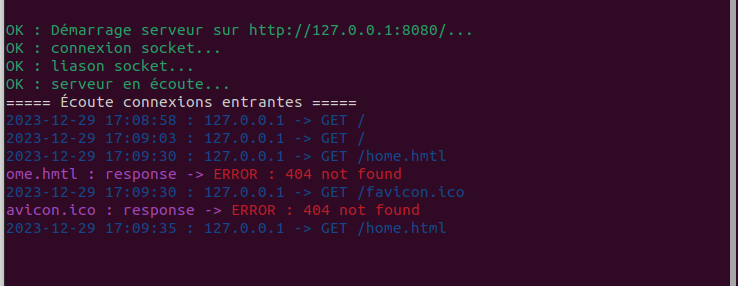 OK : Démarrage serveur sur http://127.0.0.1:8080/...
OK : connexion socket...
OK : liason socket...
OK : serveur en écoute...
===== Écoute connexions entrantes =====
2023-12-29 17:08:58 : 127.0.0.1 -> GET /
2023-12-29 17:09:03 : 127.0.0.1 -> GET /
2023-12-29 17:09:30 : 127.0.0.1 -> GET /home.hmtl
ome.hmtl : response -> ERROR : 404 not found
2023-12-29 17:09:30 : 127.0.0.1 -> GET /favicon.ico
avicon.ico : response -> ERROR : 404 not found
2023-12-29 17:09:35 : 127.0.0.1 -> GET /home.html